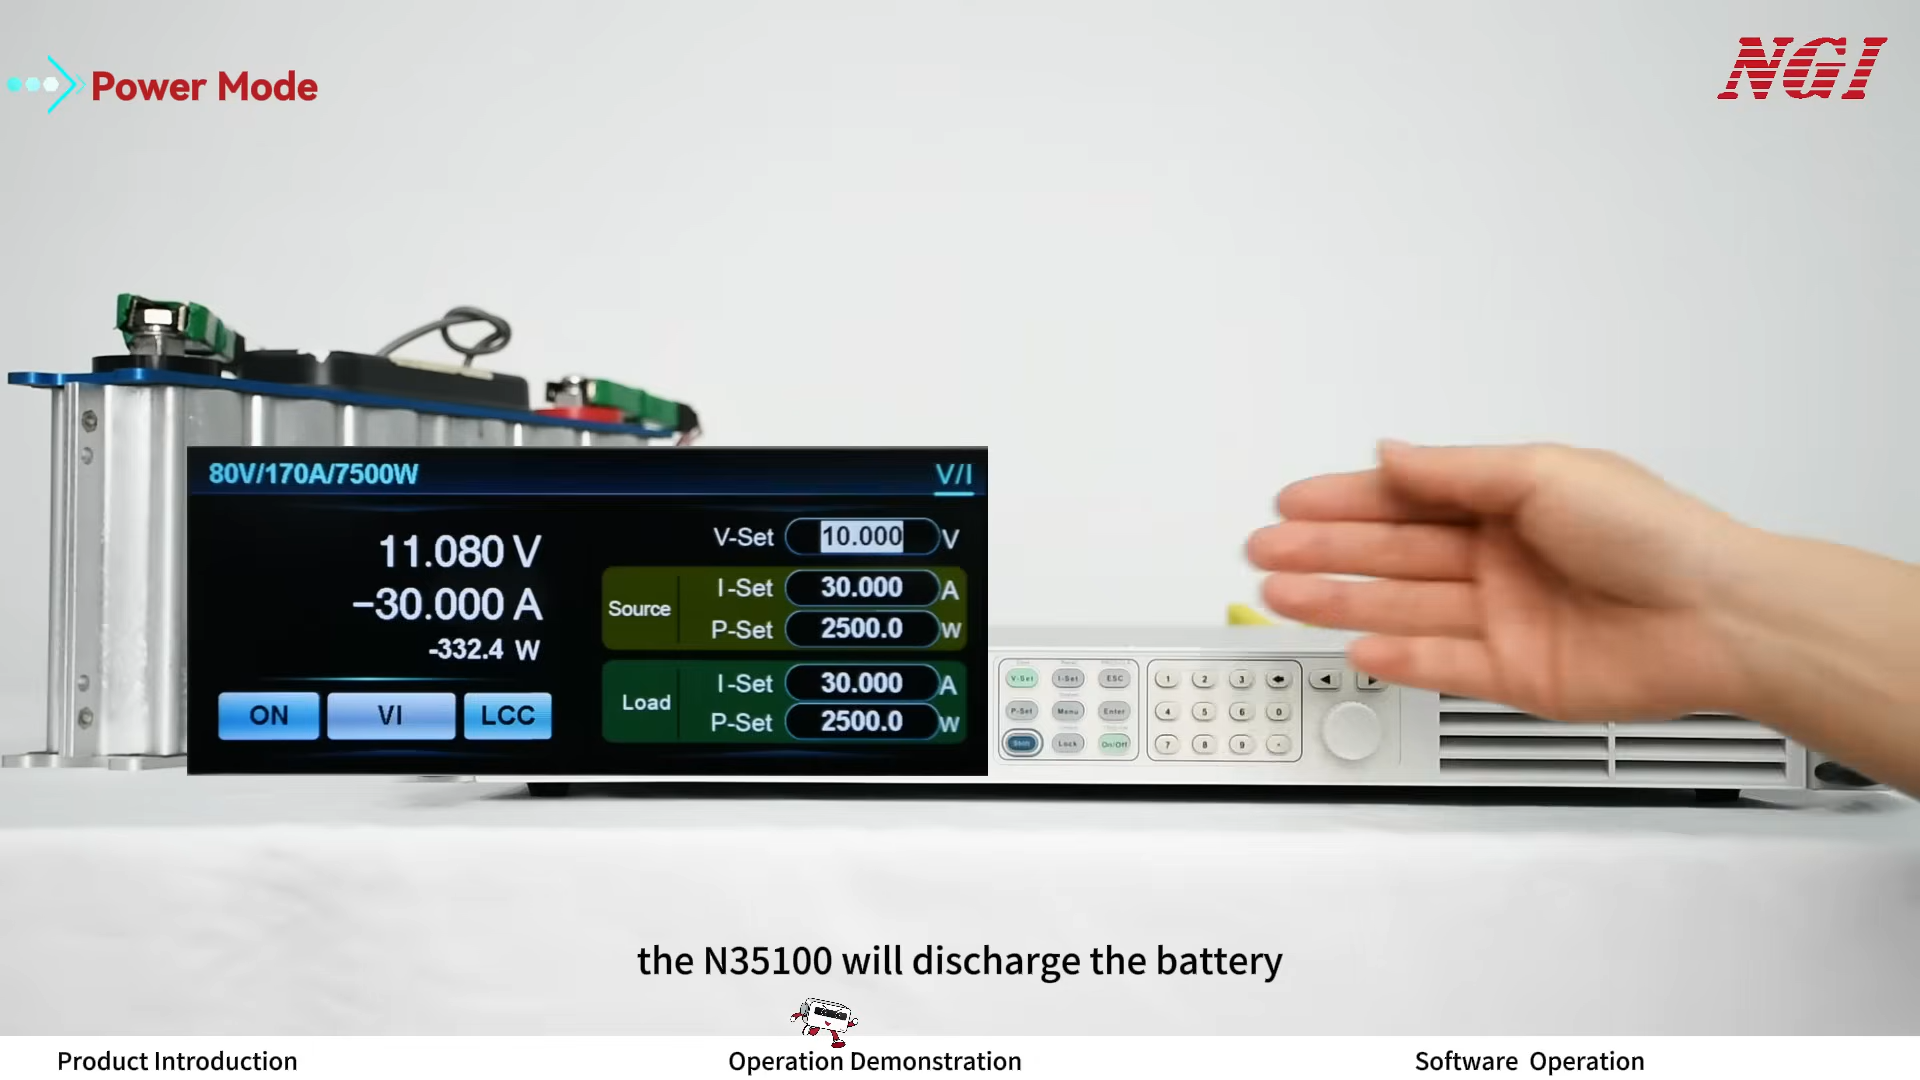 Power Mode
NGI
80V/170A/7500W
V/I
11.080 V
−30.000 A
-332.4 W
ON
VI
LCC
V-Set 10.000 V
Source
I-Set 30.000 A
P-Set 2500.0 W
Load
I-Set 30.000 A
P-Set 2500.0 W
V-Set I-Set ESC
P-Set Menu Enter
Shift Lock On/Off
1 2 3
4 5 6 0
7 8 9 .
the N35100 will discharge the battery
Product Introduction
Operation Demonstration
Software Operation